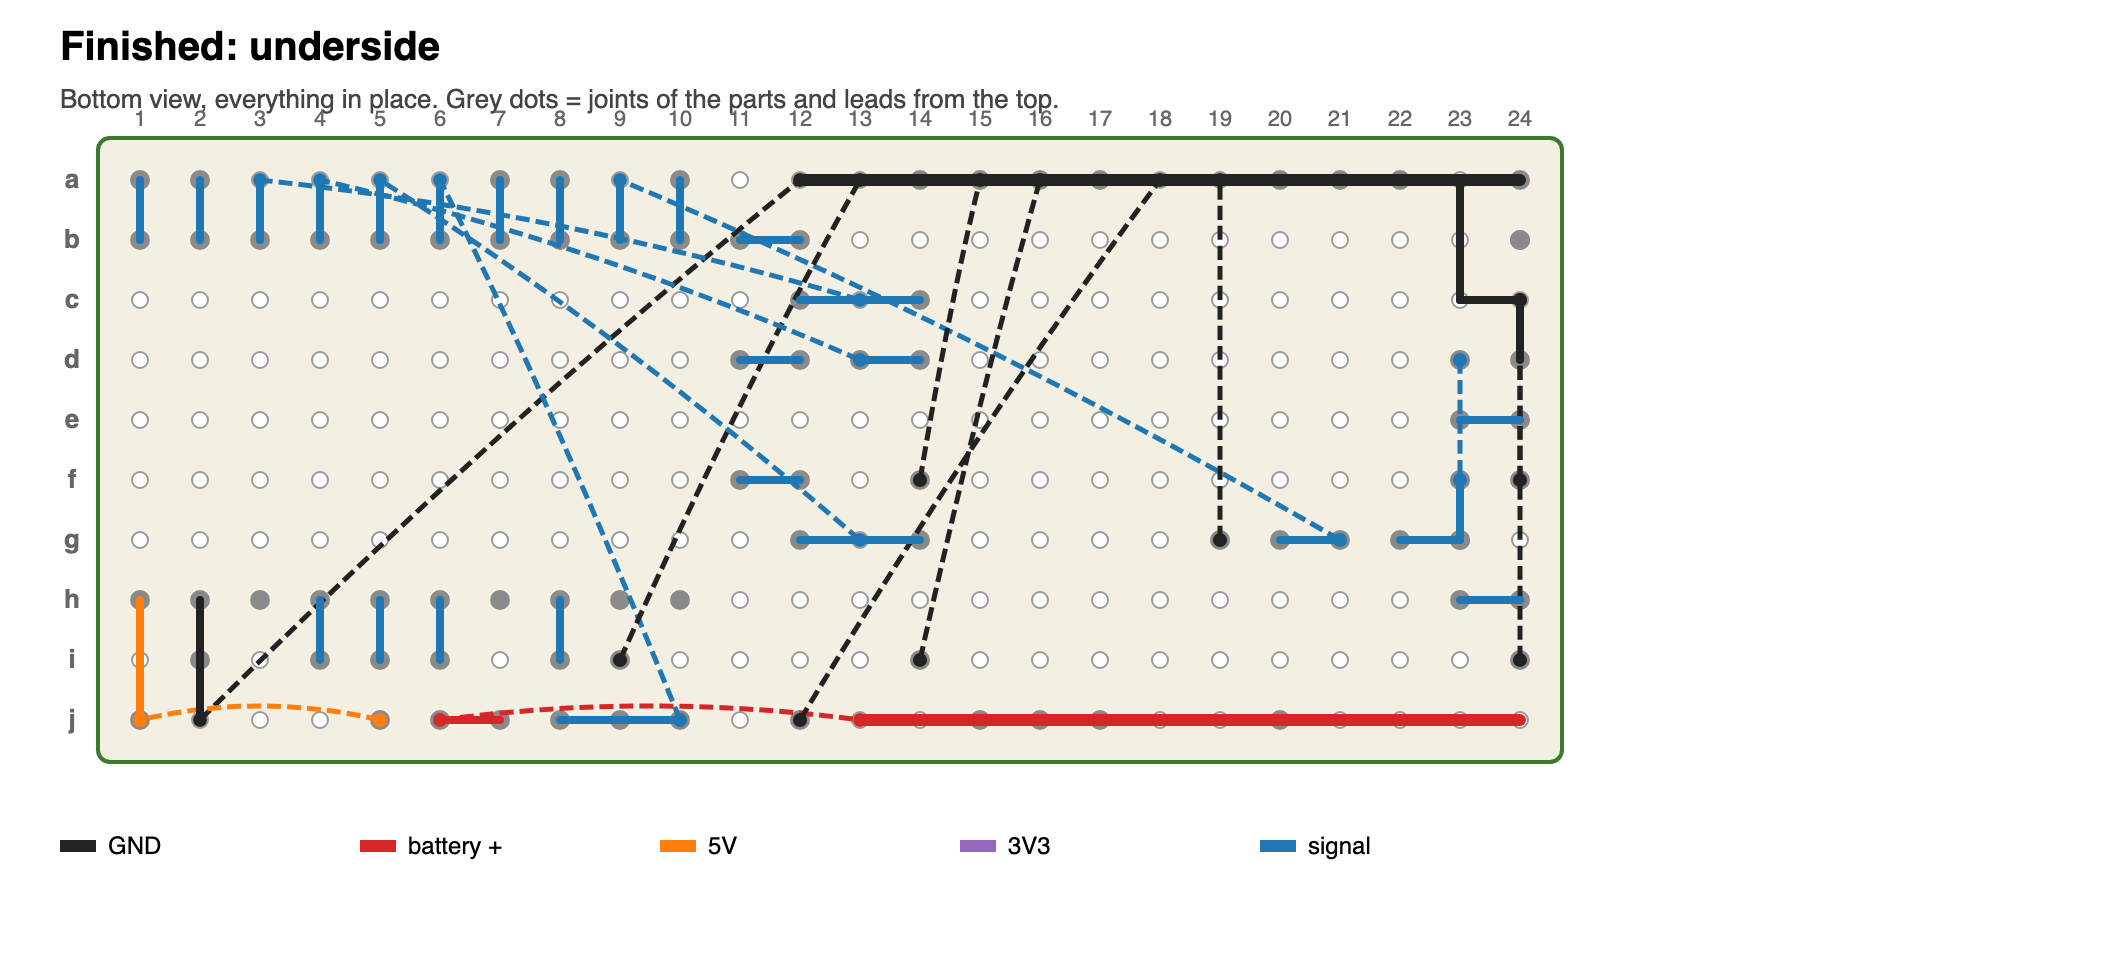 Finished: underside
Bottom view, everything in place. Grey dots = joints of the parts and leads from the top.
1 2 3 4 5 6 7 8 9 10 11 12 13 14 15 16 17 18 19 20 21 22 23 24
a
b
c
d
e
f
g
h
i
j
GND battery + 5V 3V3 signal